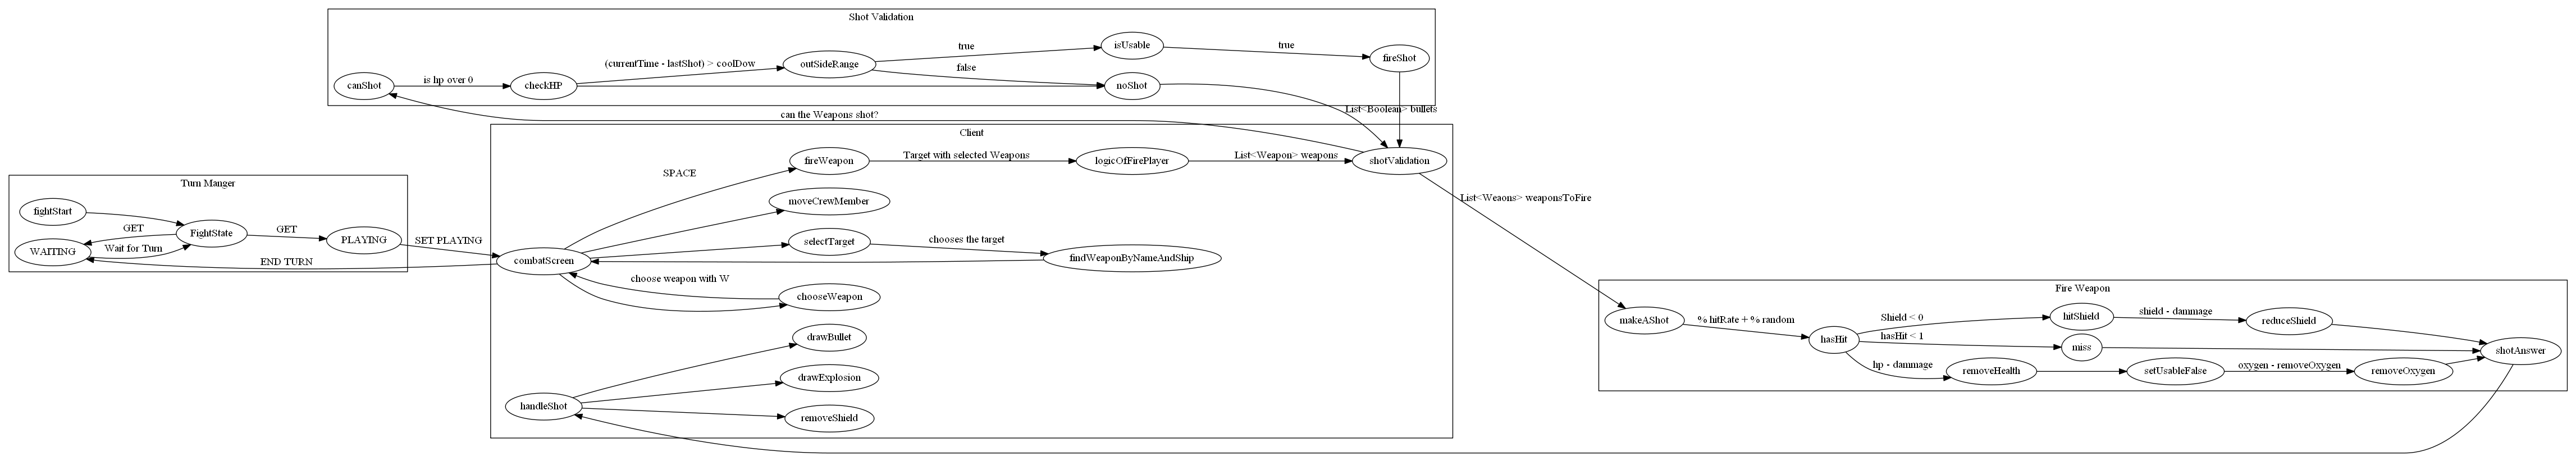 Shot Validation
isUsable
true
true
fireShot
outSideRange
(currentTime - lastShot) > coolDow
false
canShot
is hp over 0
checkHP
noShot
List<Boolean> bullets
can the Weapons shot?
Client
fireWeapon
Target with selected Weapons
logicOfFirePlayer
List<Weapon> weapons
shotValidation
SPACE
Turn Manger
moveCrewMember
List<Weaons> weaponsToFire
fightStart
GET
FightState
GET
PLAYING
SET PLAYING
WAITING
Wait for Turn
END TURN
selectTarget
chooses the target
combatScreen
findWeaponByNameAndShip
choose weapon with W
chooseWeapon
drawBullet
drawExplosion
handleShot
removeShield
Fire Weapon
makeAShot
% hitRate + % random
hasHit
Shield < 0
hitShield
shield - dammage
reduceShield
hasHit < 1
miss
shotAnswer
hp - dammage
removeHealth
setUsableFalse
oxygen - removeOxygen
removeOxygen